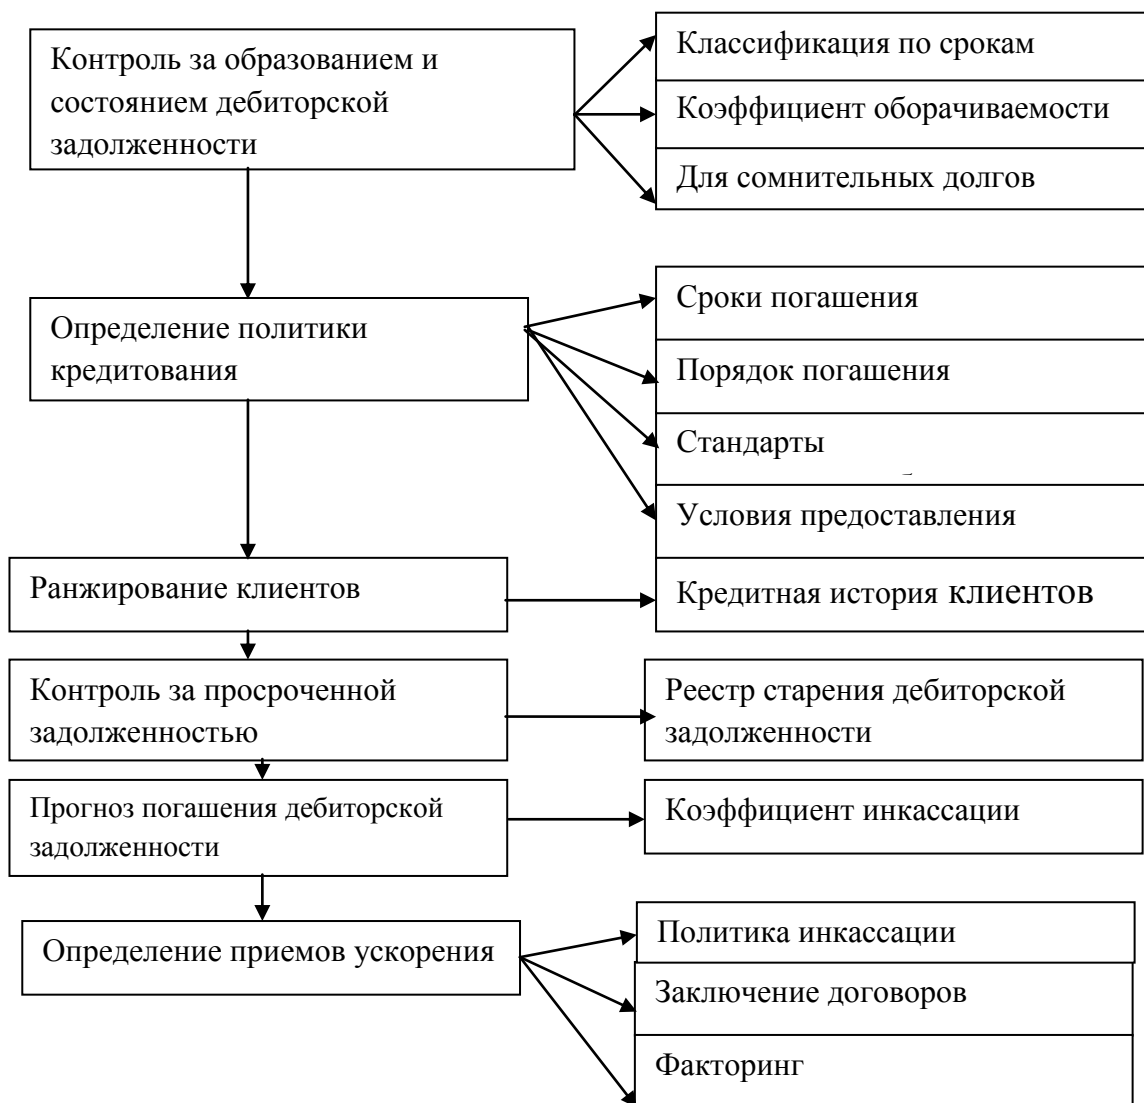 Контроль за образованием и
состоянием дебиторской
задолженности
Классификация по срокам
Коэффициент оборачиваемости
Для сомнительных долгов
Определение политики
кредитования
Сроки погашения
Порядок погашения
Стандарты
Условия предоставления
Ранжирование клиентов
Кредитная история клиентов
Контроль за просроченной
задолженностью
Реестр старения дебиторской
задолженности
Прогноз погашения дебиторской
задолженности
Коэффициент инкассации
Определение приемов ускорения
Политика инкассации
Заключение договоров
Факторинг